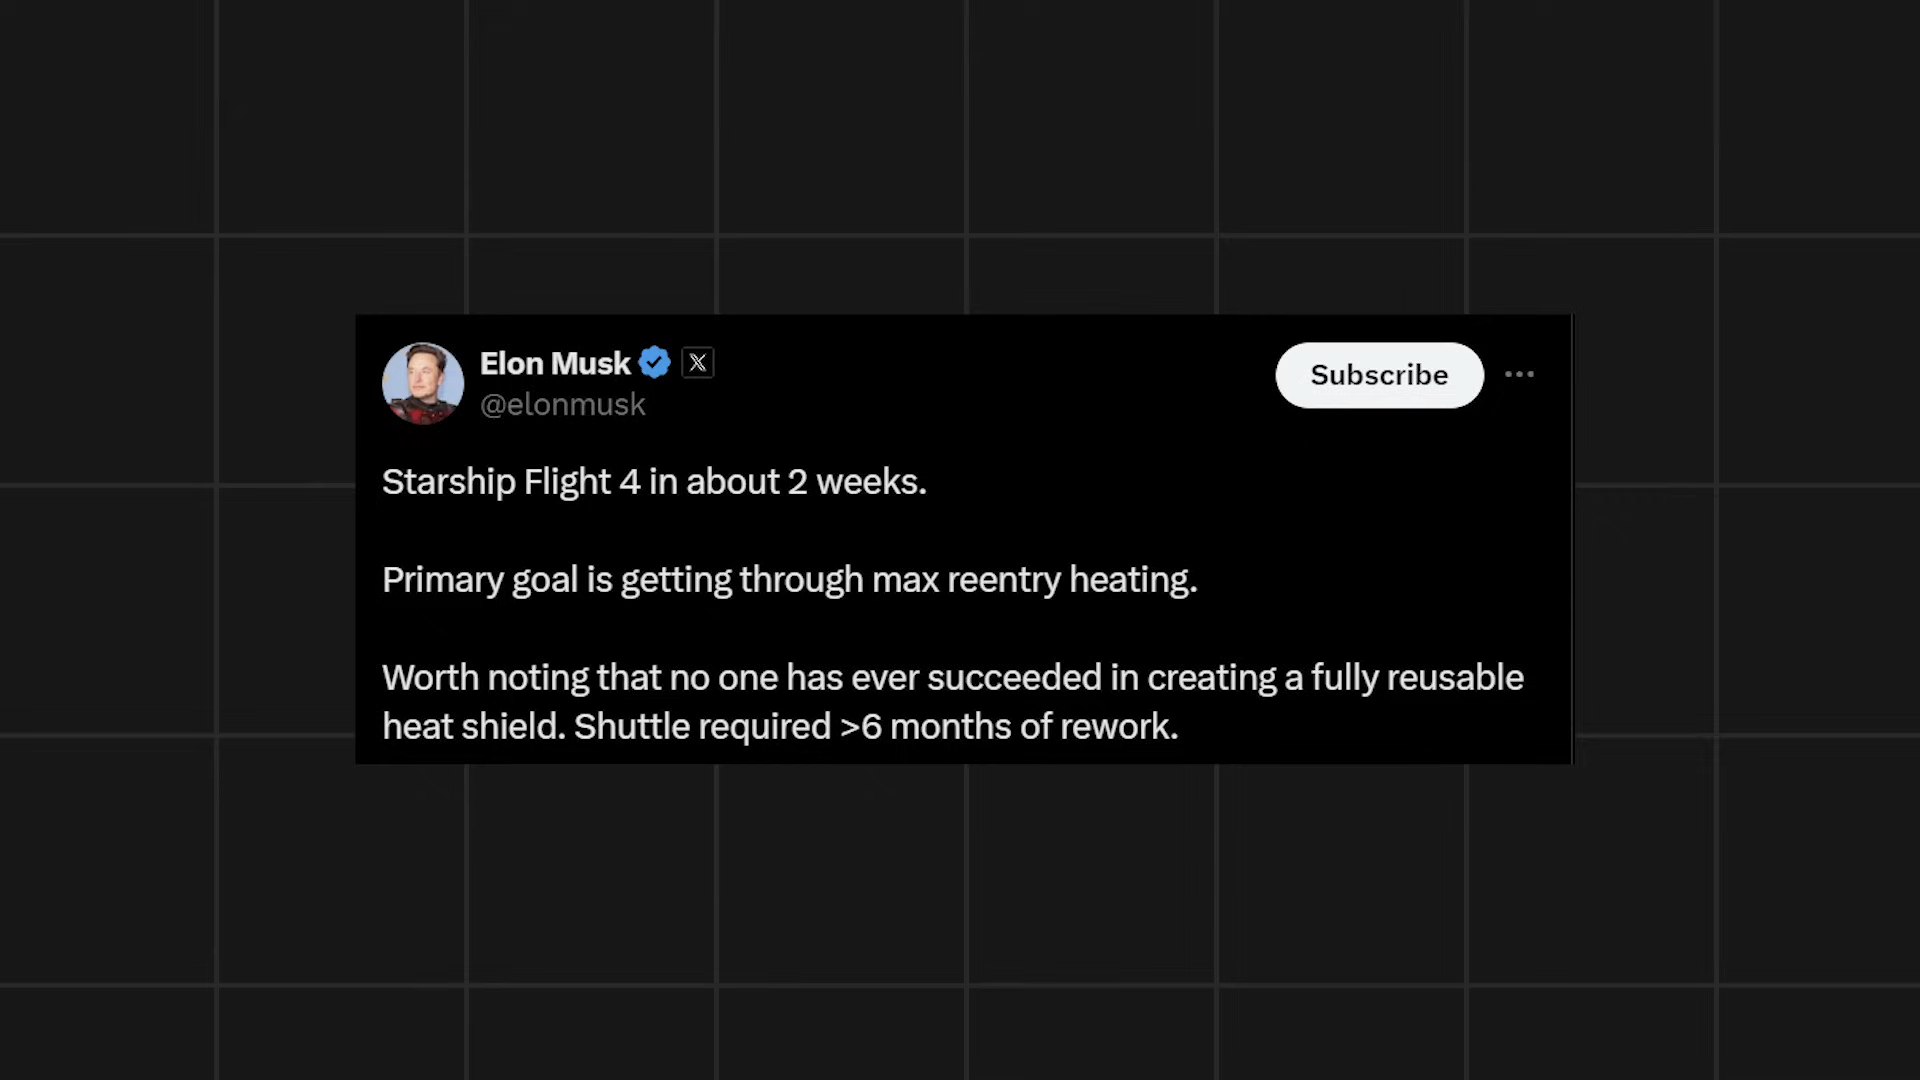 Elon Musk
@elonmusk
Subscribe
Starship Flight 4 in about 2 weeks.
Primary goal is getting through max reentry heating.
Worth noting that no one has ever succeeded in creating a fully reusable
heat shield. Shuttle required >6 months of rework.